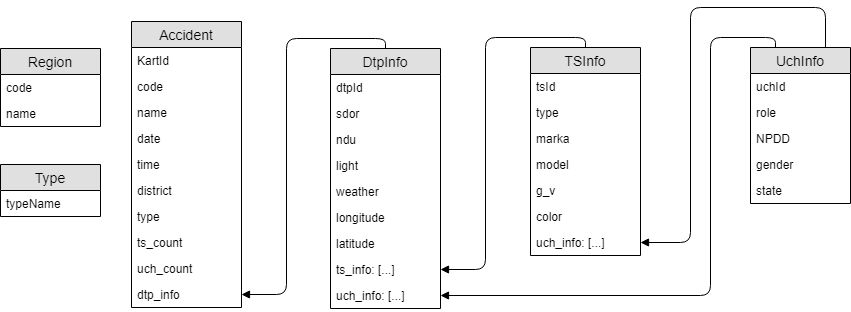 Region
code
name
Type
typeName
Accident
KartId
code
name
date
time
district
type
ts_count
uch_count
dtp_info
DtpInfo
dtpId
sdor
ndu
light
weather
longitude
latitude
ts_info: [...]
uch_info: [...]
TSInfo
tsId
type
marka
model
g_v
color
uch_info: [...]
UchInfo
uchId
role
NPDD
gender
state